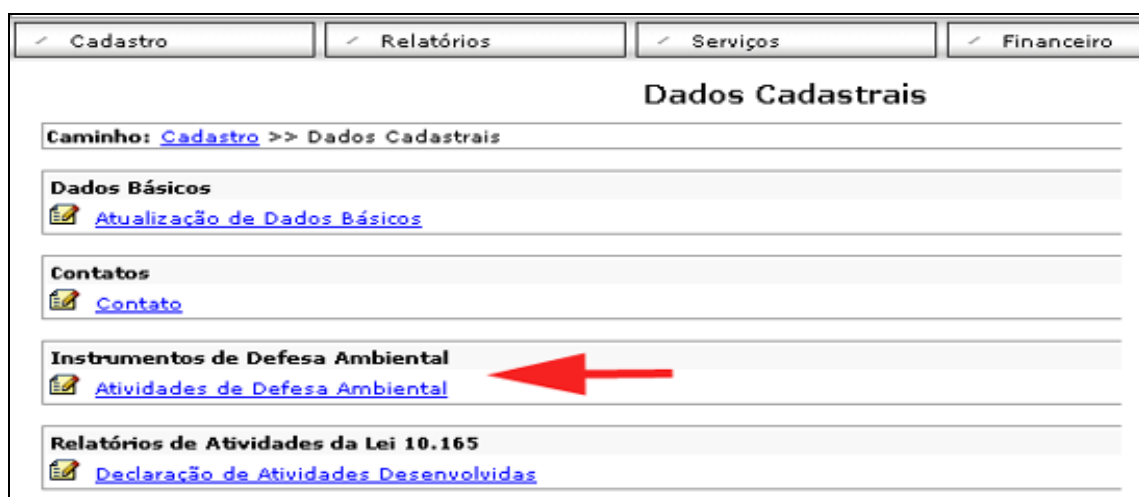 Cadastro Relatórios Serviços Financeiro
Dados Cadastrais
Caminho: Cadastro >> Dados Cadastrais
Dados Básicos
Atualização de Dados Básicos
Contatos
Contato
Instrumentos de Defesa Ambiental
Atividades de Defesa Ambiental
Relatórios de Atividades da Lei 10.165
Declaração de Atividades Desenvolvidas